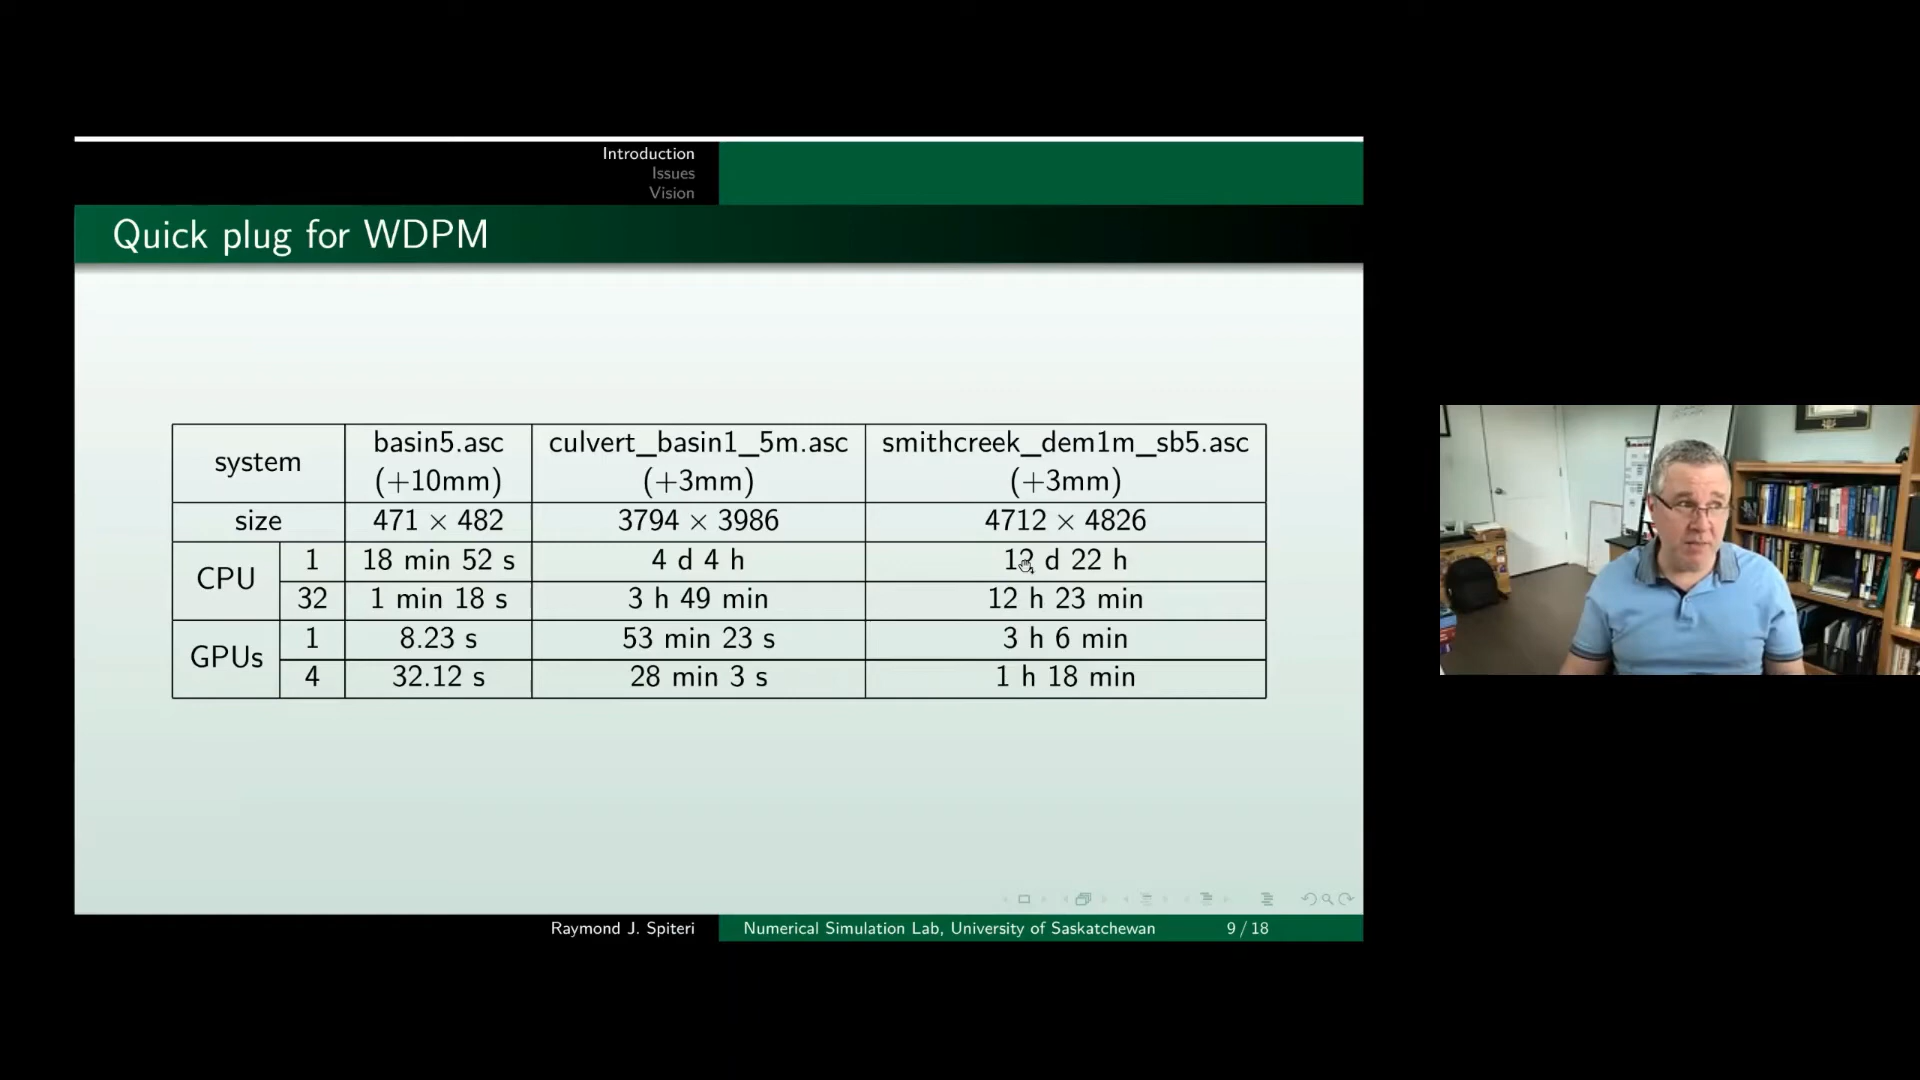 Introduction
Issues
Vision
Quick plug for WDPM
system basin5.asc culvert_basin1_5m.asc smithcreek_dem1m_sb5.asc
(+10mm) (+3mm) (+3mm)
size 471 × 482 3794 × 3986 4712 × 4826
CPU 1 18 min 52 s 4 d 4 h d 22 h
32 1 min 18 s 3 h 49 min 12 h 23 min
GPUs 1 8.23 s 53 min 23 s 3 h 6 min
4 32.12 s 28 min 3 s 1 h 18 min
Raymond J. Spiteri Numerical Simulation Lab, University of Saskatchewan 9 / 18